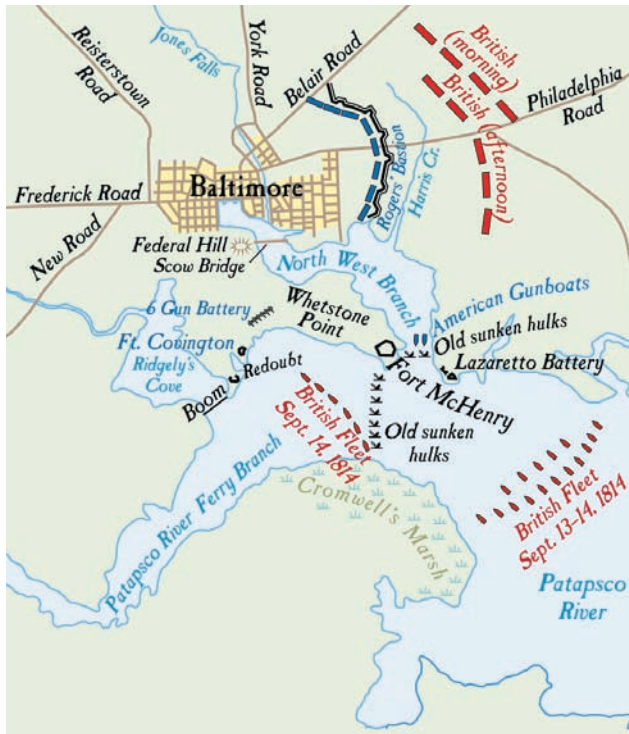 Reisterstown
Road
Jones Falls
York Road
Belair Road
British
(morning)
British (afternoon)
Philadelphia
Road
Rogers Bastion
Harris Cr.
Baltimore
Frederick Road
New Road
Federal Hill
Scow Bridge
North West Branch
6 Gun Battery
Whetstone
Point
American Gunboats
Old sunken hulks
Ft. Covington
Ridgely's
Cove
Redoubt
Lazaretto Battery
Fort McHenry
Boom
British Fleet
Sept. 14, 1814
Old sunken
hulks
British Fleet
Sept. 13–14, 1814
Cromwell's Marsh
Patapsco River Ferry Branch
Patapsco
River